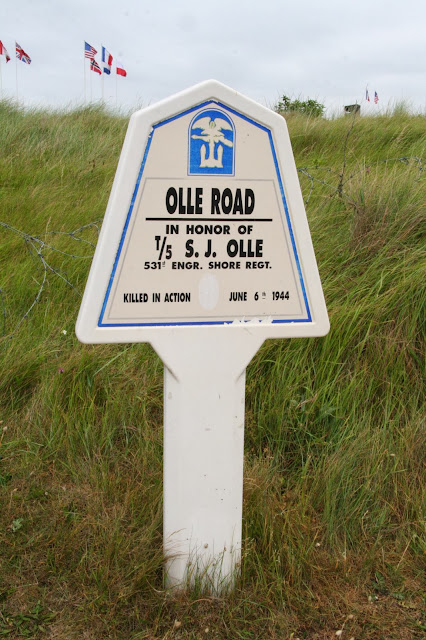 OLLE ROAD
IN HONOR OF
T/5 S. J. OLLE
531st ENGR. SHORE REGT.
KILLED IN ACTION JUNE 6th 1944